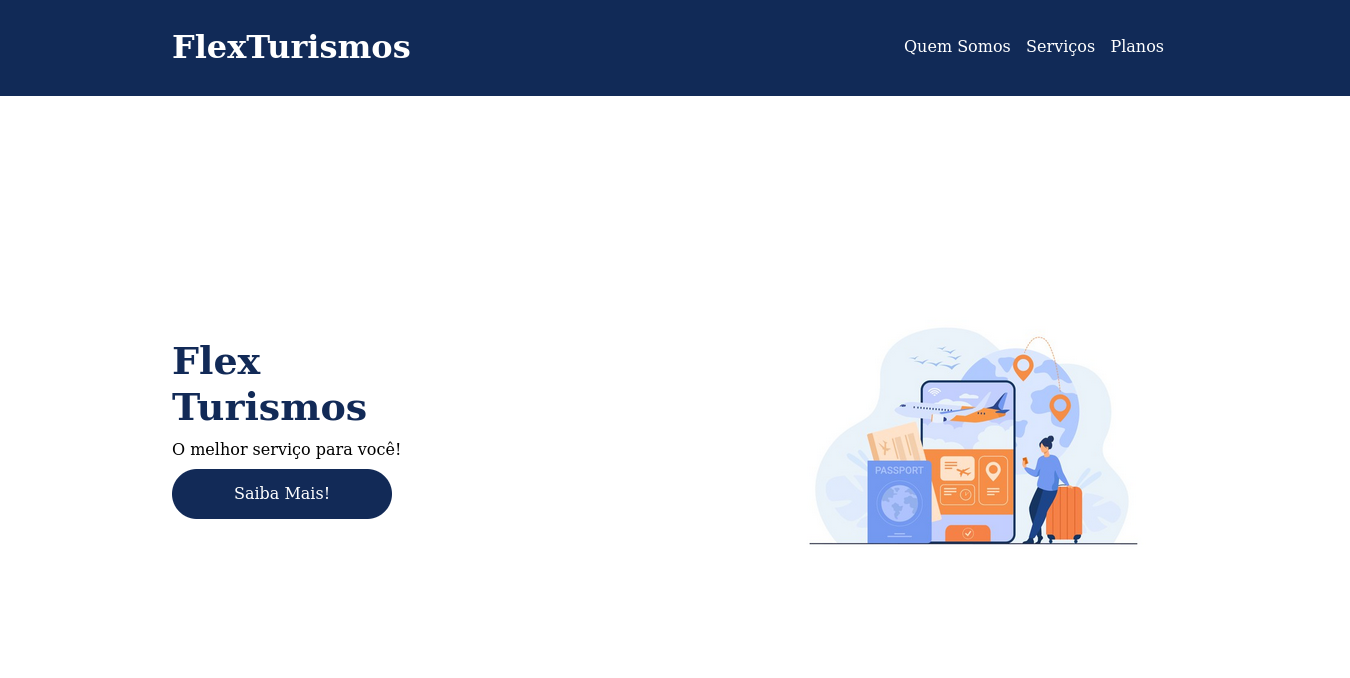 FlexTurismos
Quem Somos Serviços Planos
Flex
Turismos
O melhor serviço para você!
Saiba Mais!
PASSPORT